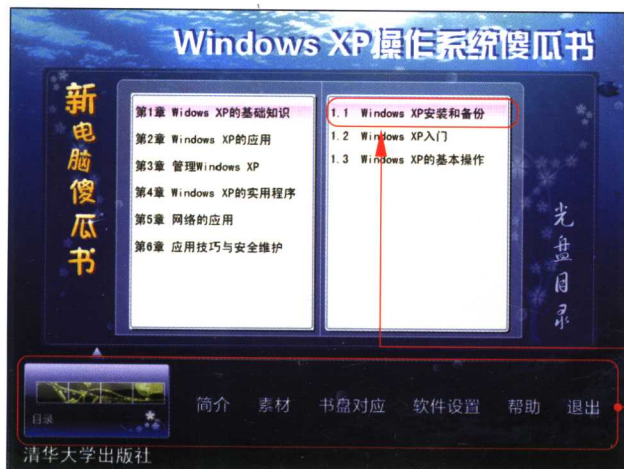 Windows XP操作系统傻瓜书
新电脑傻瓜书
第1章 Widows XP的基础知识
第2章 Windows XP的应用
第3章 管理Windows XP
第4章 Windows XP的实用程序
第5章 网络的应用
第6章 应用技巧与安全维护
1.1 Windows XP安装和备份
1.2 Windows XP入门
1.3 Windows XP的基本操作
光盘目录
目录
简介 素材 书盘对应 软件设置 帮助 退出
清华大学出版社